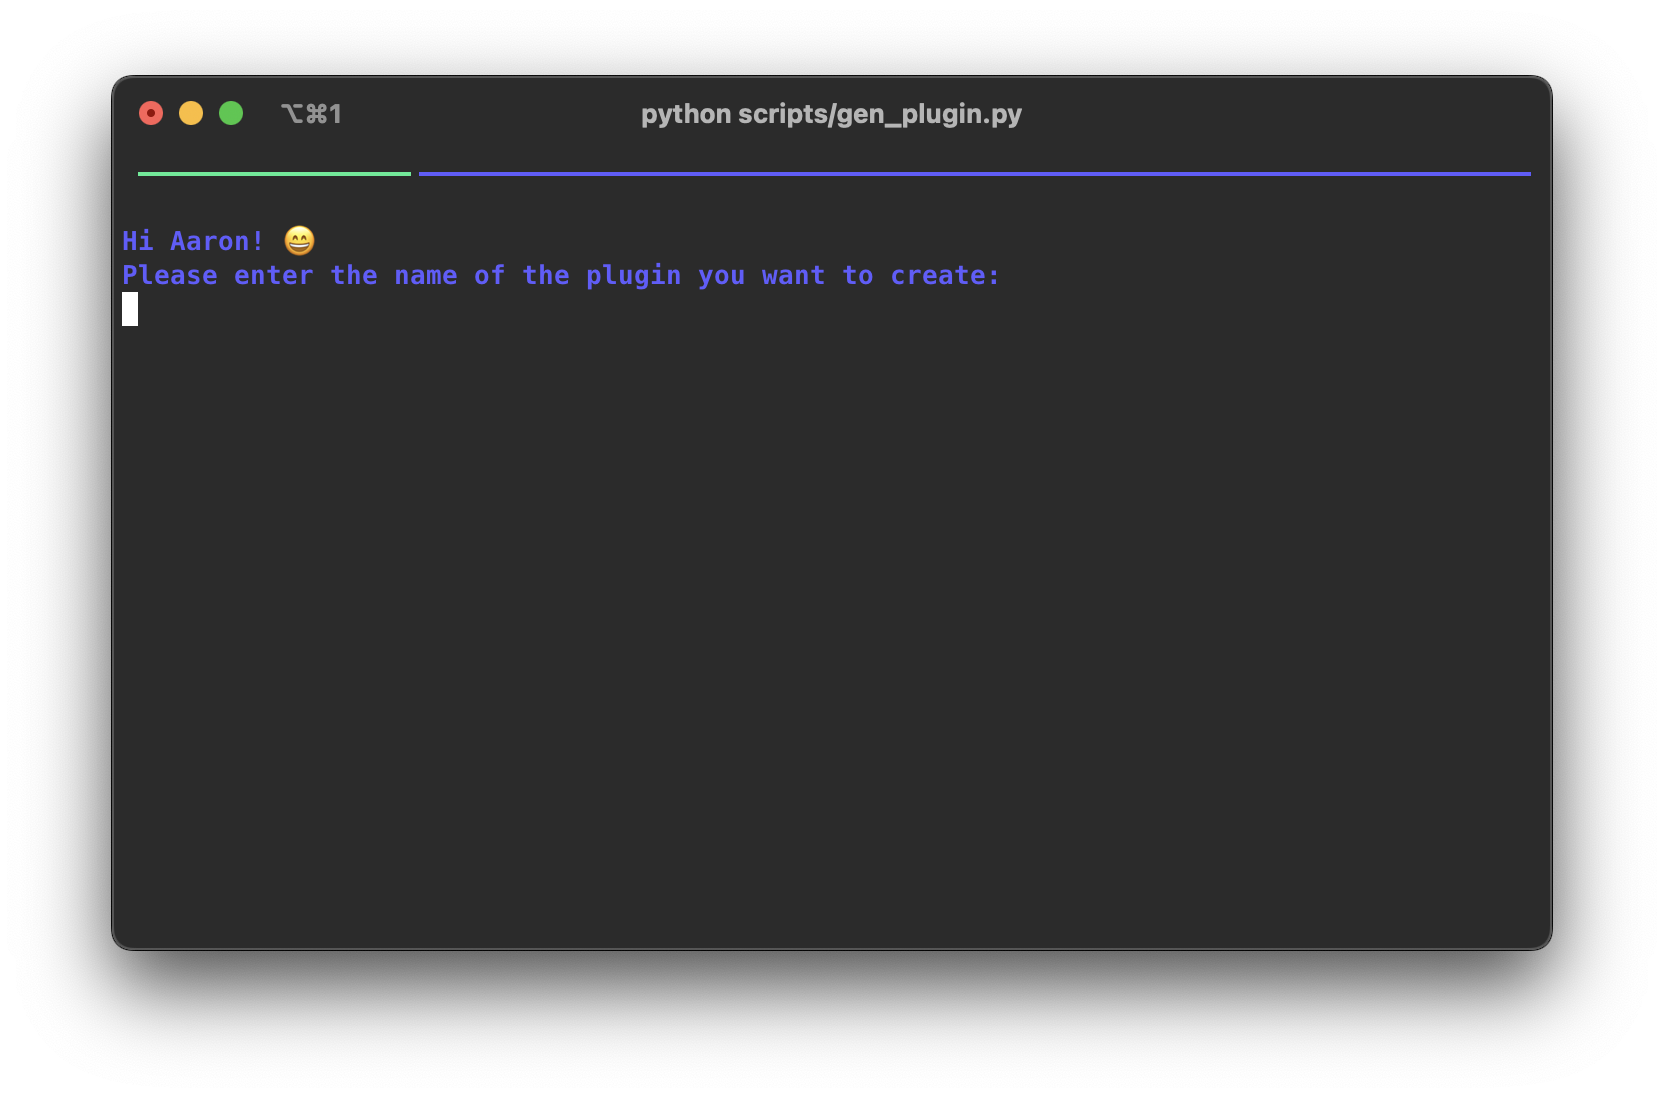 ⌥⌘1
python scripts/gen_plugin.py
Hi Aaron! 😄
Please enter the name of the plugin you want to create: